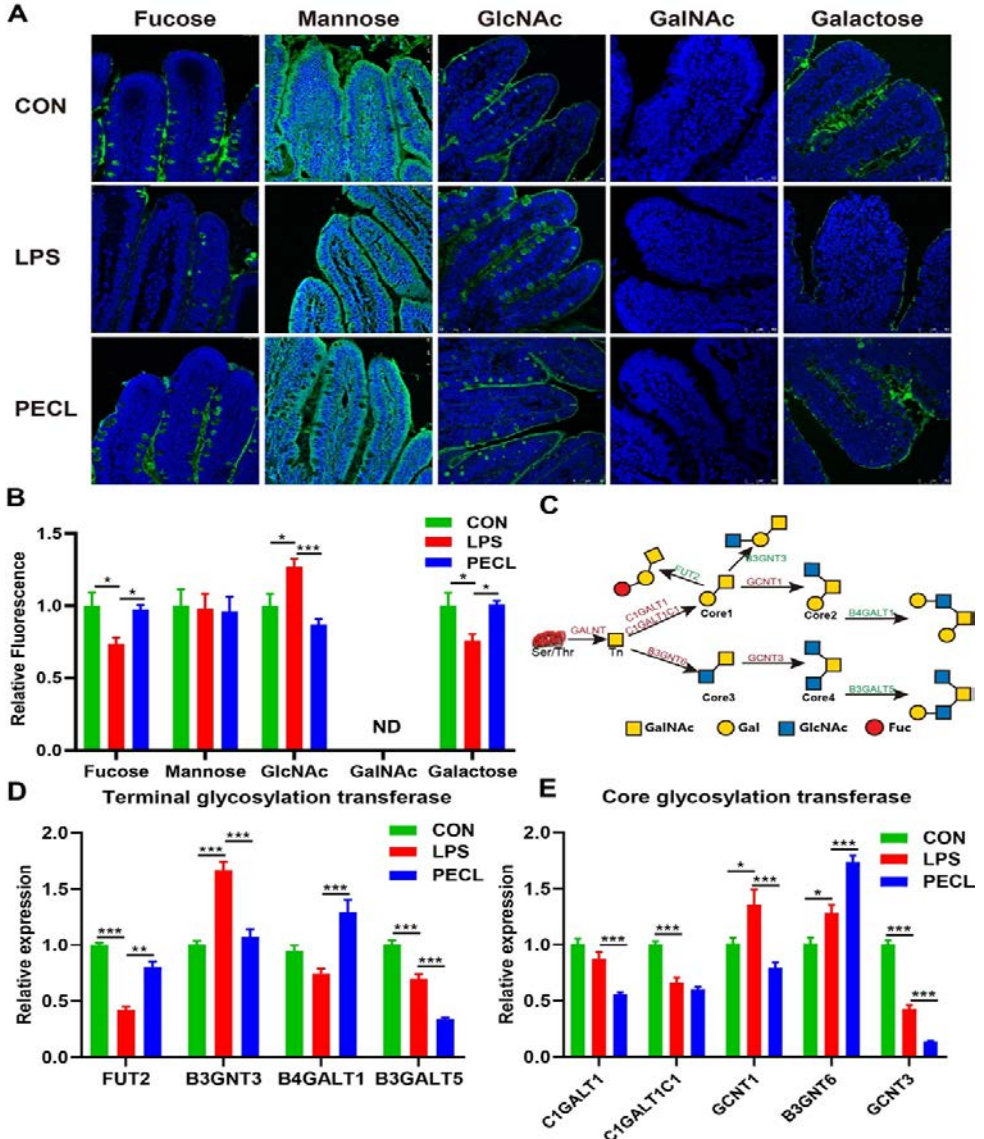 A
Fucose Mannose GlcNAc GalNAc Galactose
CON
LPS
PECL
B
Relative Fluorescence
1.5
1.0
0.5
0.0
CON
LPS
PECL
* * * *** ND * *
Fucose Mannose GlcNAc GalNAc Galactose
C
B3GNT3
FUT2
GCNT1
Core1
Core2
B4GALT1
C1GALT1
C1GALT1C1
GALNT
Ser/Thr
Tn
B3GNT6
GCNT3
Core3
Core4
B3GALT5
GalNAc Gal GlcNAc Fuc
D Terminal glycosylation transferase
Relative expression
2.0
1.5
1.0
0.5
0.0
CON
LPS
PECL
*** ** *** *** *** *** ***
FUT2 B3GNT3 B4GALT1 B3GALT5
E Core glycosylation transferase
Relative expression
2.0
1.5
1.0
0.5
0.0
CON
LPS
PECL
*** *** * *** * *** *** ***
C1GALT1 C1GALT1C1 GCNT1 B3GNT6 GCNT3